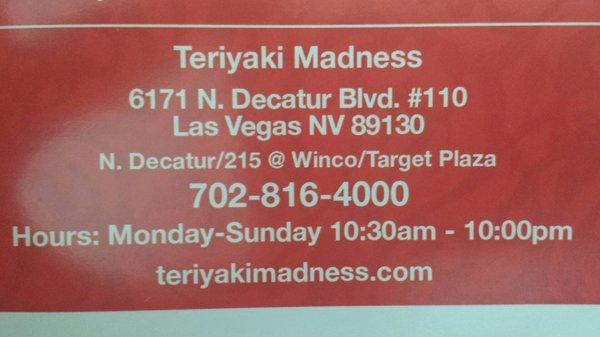 Teriyaki Madness
6171 N. Decatur Blvd. #110
Las Vegas NV 89130
N. Decatur/215 @ Winco/Target Plaza
702-816-4000
Hours: Monday-Sunday 10:30am - 10:00pm
teriyakimadness.com